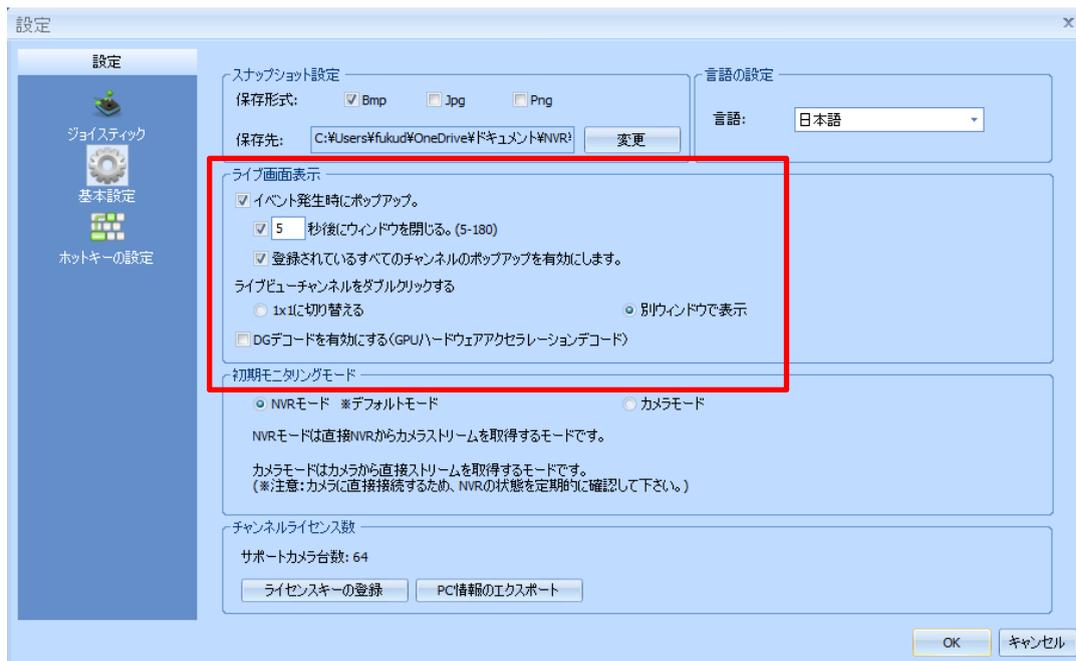 設定
設定
ジョイスティック
基本設定
ホットキーの設定
スナップショット設定
保存形式: Bmp Jpg Png
保存先: C:¥Users¥fukud¥OneDrive¥ドキュメント¥NVR 変更
言語の設定
言語: 日本語
ライブ画面表示
イベント発生時にポップアップ。
5 秒後にウィンドウを閉じる。(5-180)
登録されているすべてのチャンネルのポップアップを有効にします。
ライブビューチャンネルをダブルクリックする
1x1に切り替える 別ウィンドウで表示
DGデコードを有効にする(GPUハードウェアアクセラレーションデコード)
初期モニタリングモード
NVRモード ※デフォルトモード カメラモード
NVRモードは直接NVRからカメラストリームを取得するモードです。
カメラモードはカメラから直接ストリームを取得するモードです。
(※注意:カメラに直接接続するため、NVRの状態を定期的に確認して下さい。)
チャンネルライセンス数
サポートカメラ台数: 64
ライセンスキーの登録 PC情報のエクスポート
OK キャンセル